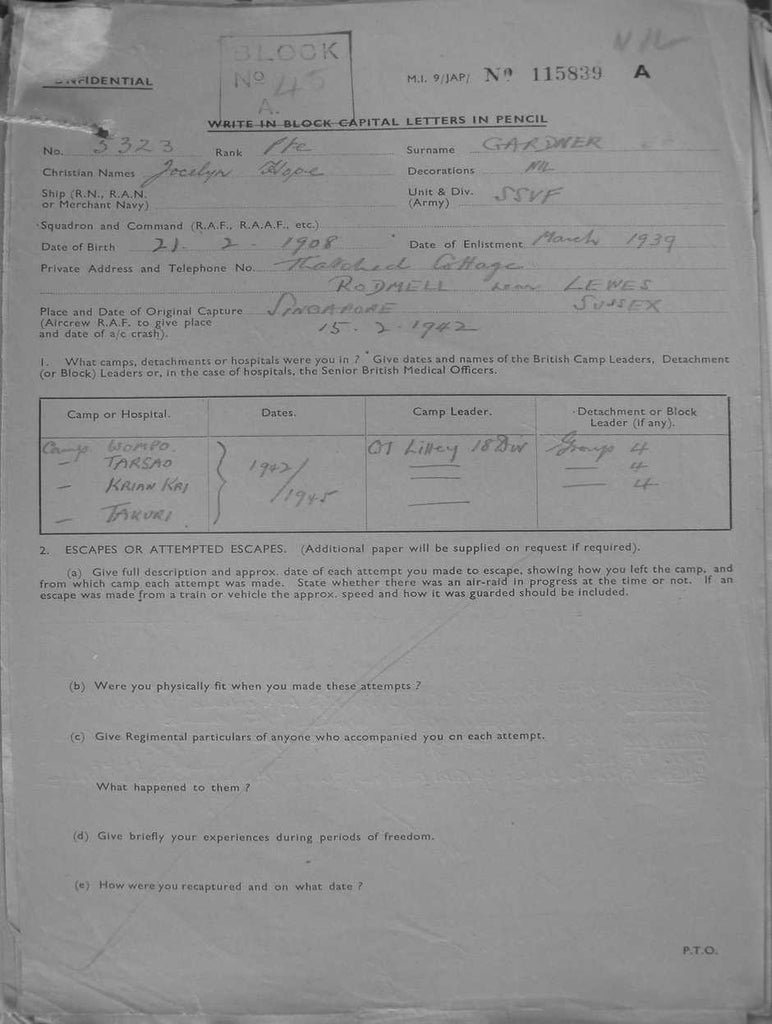 NIL
BLOCK
CONFIDENTIAL No 45 M.I. 9/JAP/ No 115839 A
A.
WRITE IN BLOCK CAPITAL LETTERS IN PENCIL
No. 5323 Rank Pte Surname GARDNER
Christian Names Jocelyn Hope Decorations NIL
Ship (R.N., R.A.N. Unit & Div. SSVF
or Merchant Navy) (Army)
Squadron and Command (R.A.F., R.A.A.F., etc.)
Date of Birth 21 - 2 - 1908 Date of Enlistment March 1939
Private Address and Telephone No. Thatched Cottage
RODMELL near LEWES
Place and Date of Original Capture SINGAPORE SUSSEX
(Aircrew R.A.F. to give place 15 . 2 . 1942
and date of a/c crash).
1. What camps, detachments or hospitals were you in ? Give dates and names of the British Camp Leaders, Detachment
(or Block) Leaders or, in the case of hospitals, the Senior British Medical Officers.
Camp or Hospital. Dates. Camp Leader. Detachment or Block
Leader (if any).
Camp WOMPO 1942/1945 Lilley 18 Div Group 4
— TARSAO — — 4
— KRIAN KRI — — 4
— TAKURI —
2. ESCAPES OR ATTEMPTED ESCAPES. (Additional paper will be supplied on request if required).
(a) Give full description and approx. date of each attempt you made to escape, showing how you left the camp, and
from which camp each attempt was made. State whether there was an air-raid in progress at the time or not. If an
escape was made from a train or vehicle the approx. speed and how it was guarded should be included.
(b) Were you physically fit when you made these attempts ?
(c) Give Regimental particulars of anyone who accompanied you on each attempt.
What happened to them ?
(d) Give briefly your experiences during periods of freedom.
(e) How were you recaptured and on what date ?
P.T.O.